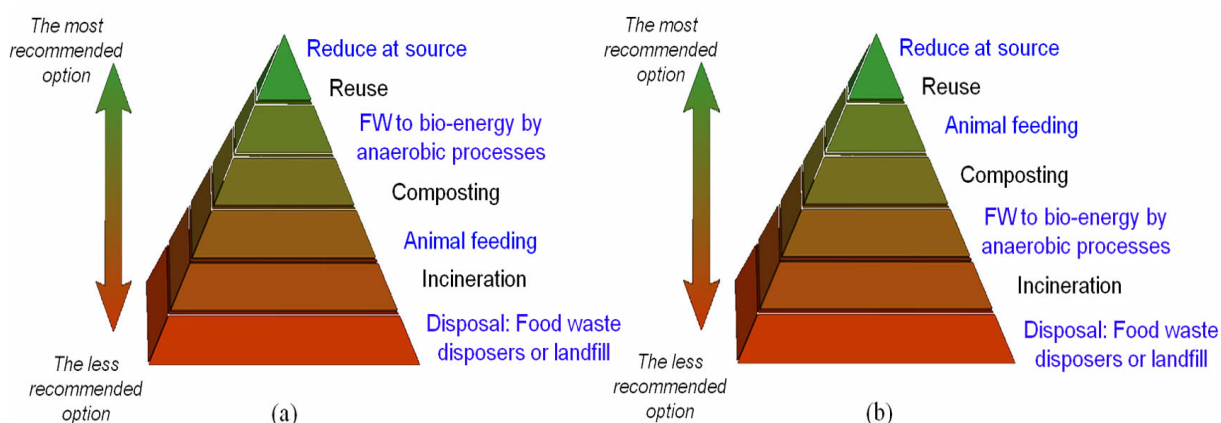 The most
recommended
option
Reduce at source
Reuse
FW to bio-energy by
anaerobic processes
Composting
Animal feeding
Incineration
Disposal: Food waste
disposers or landfill
The less
recommended
option
(a)
The most
recommended
option
Reduce at source
Reuse
Animal feeding
Composting
FW to bio-energy by
anaerobic processes
Incineration
Disposal: Food waste
disposers or landfill
The less
recommended
option
(b)